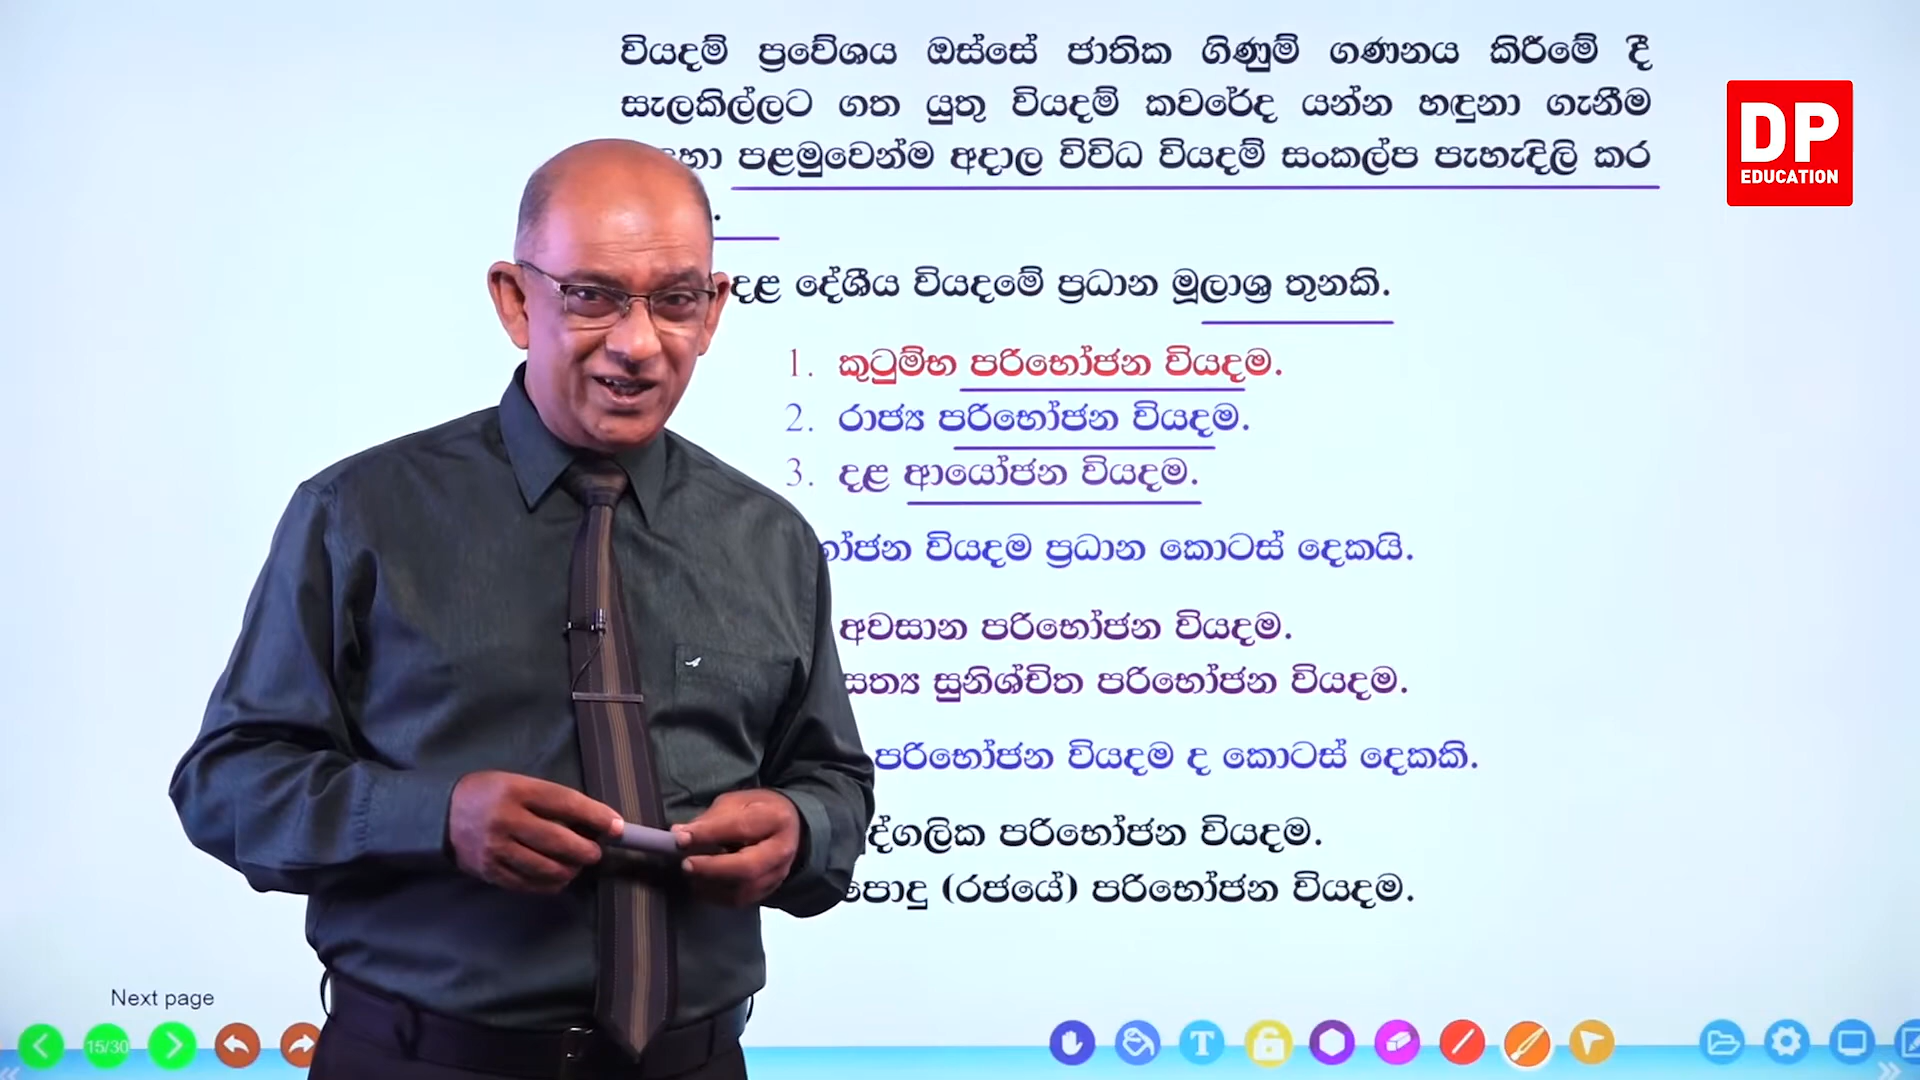 වියදම් ප්‍රවේශය ඔස්සේ ජාතික ගිණුම් ගණනය කිරීමේ දී
සැලකිල්ලට ගත යුතු වියදම් කවරේද යන්න හඳුනා ගැනීම
පළමුවෙන්ම අදාල විවිධ වියදම් සංකල්ප පැහැදිලි කර
දළ දේශීය වියදමේ ප්‍රධාන මූලාශ්‍ර තුනකි.
1. කුටුම්භ පරිභෝජන වියදම.
2. රාජ්‍ය පරිභෝජන වියදම.
3. දළ ආයෝජන වියදම.
වියදම ප්‍රධාන කොටස් දෙකයි.
අවසාන පරිභෝජන වියදම.
සත්‍ය සුනිශ්චිත පරිභෝජන වියදම.
පරිභෝජන වියදම ද කොටස් දෙකකි.
පරිභෝජන වියදම.
පොදු (රජයේ) පරිභෝජන වියදම.
DP
EDUCATION
Next page
15/30
T